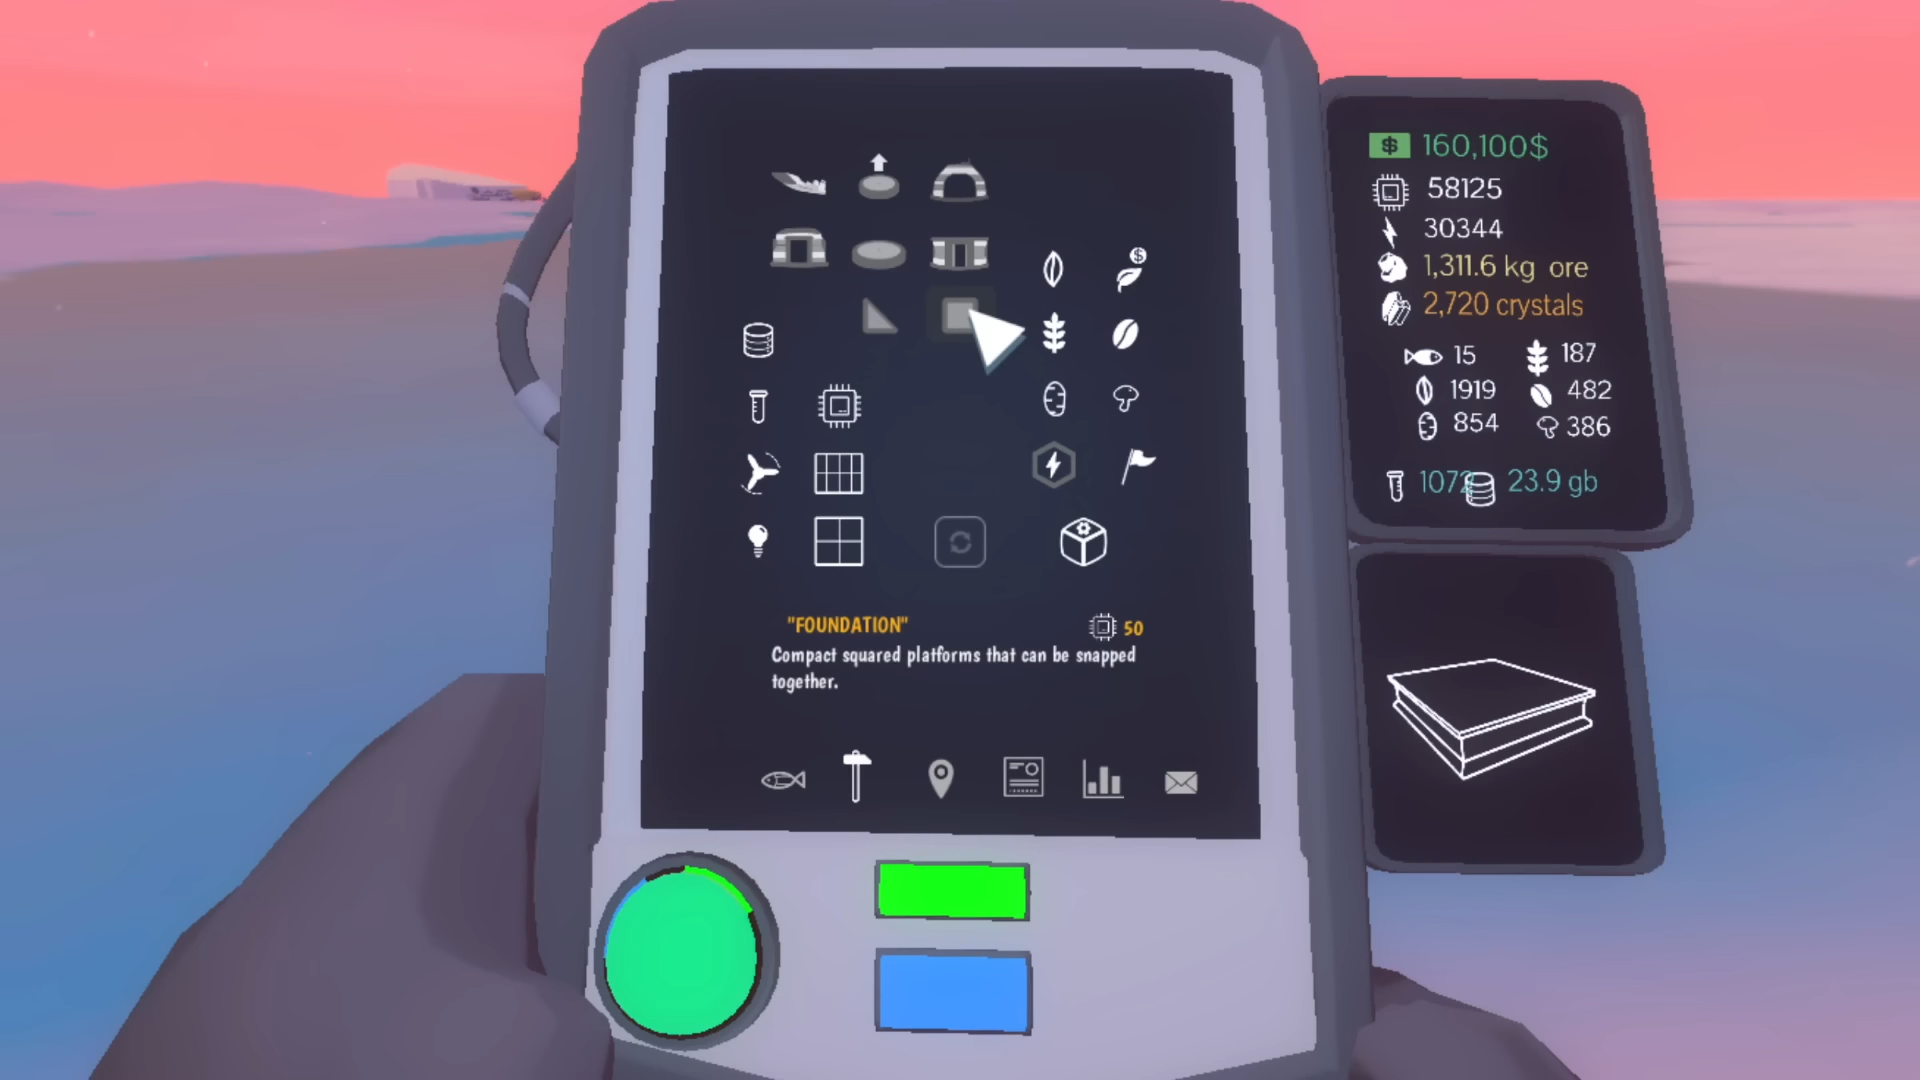 160,100$
58125
30344
1,311.6 kg ore
2,720 crystals
15
187
1919
482
854
386
1072
23.9 gb
"FOUNDATION"
50
Compact squared platforms that can be snapped
together.